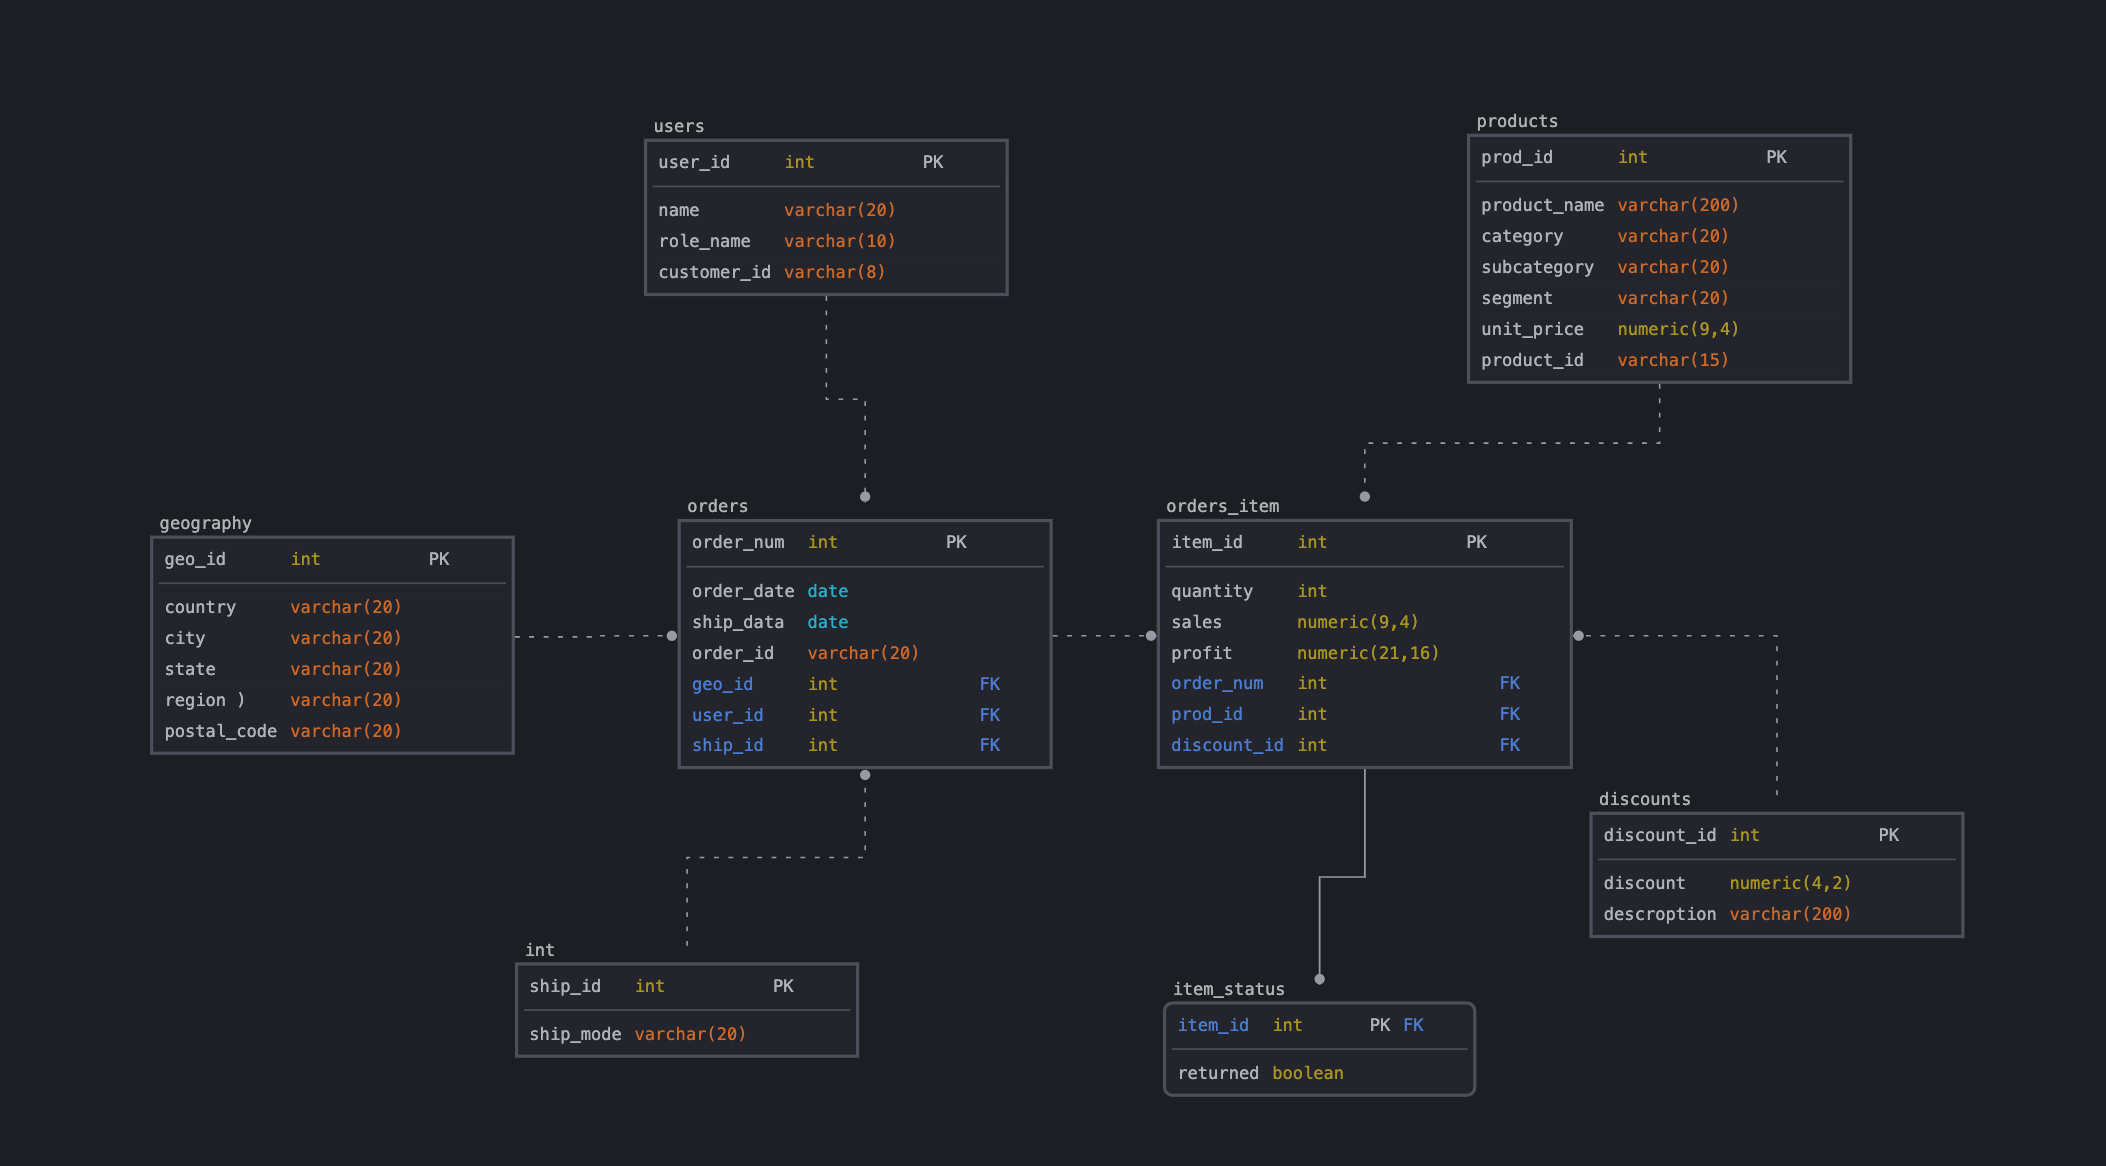 users
user_id int PK
name varchar(20)
role_name varchar(10)
customer_id varchar(8)
products
prod_id int PK
product_name varchar(200)
category varchar(20)
subcategory varchar(20)
segment varchar(20)
unit_price numeric(9,4)
product_id varchar(15)
geography
geo_id int PK
country varchar(20)
city varchar(20)
state varchar(20)
region ) varchar(20)
postal_code varchar(20)
orders
order_num int PK
order_date date
ship_data date
order_id varchar(20)
geo_id int FK
user_id int FK
ship_id int FK
orders_item
item_id int PK
quantity int
sales numeric(9,4)
profit numeric(21,16)
order_num int FK
prod_id int FK
discount_id int FK
discounts
discount_id int PK
discount numeric(4,2)
descroption varchar(200)
int
ship_id int PK
ship_mode varchar(20)
item_status
item_id int PK FK
returned boolean